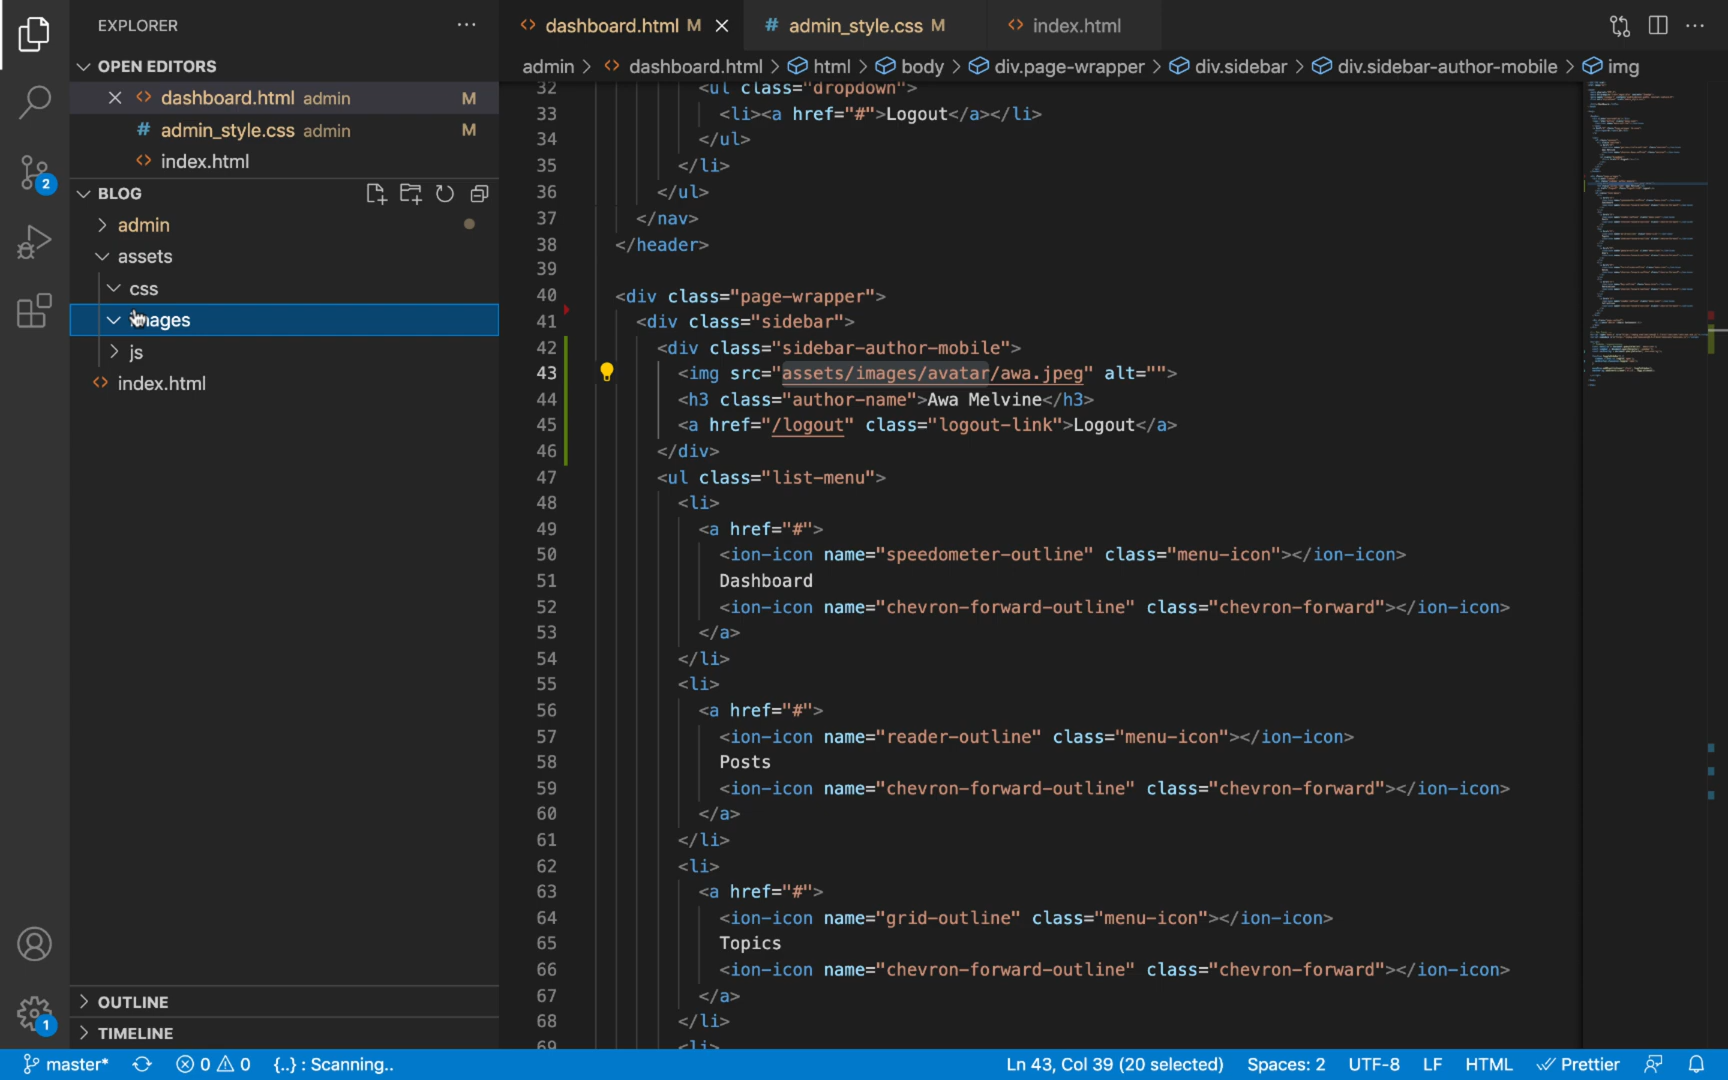 EXPLORER
OPEN EDITORS
dashboard.html admin M
admin_style.css admin M
index.html
BLOG
admin
assets
css
images
js
index.html
OUTLINE
TIMELINE
2
1
dashboard.html M
admin_style.css M
index.html
admin > dashboard.html > html > body > div.page-wrapper > div.sidebar > div.sidebar-author-mobile > img
32 <ul class="dropdown">
33 <li><a href="#">Logout</a></li>
34 </ul>
35 </li>
36 </ul>
37 </nav>
38 </header>
39
40 <div class="page-wrapper">
41 <div class="sidebar">
42 <div class="sidebar-author-mobile">
43 <img src="assets/images/avatar/awa.jpeg" alt="">
44 <h3 class="author-name">Awa Melvine</h3>
45 <a href="/logout" class="logout-link">Logout</a>
46 </div>
47 <ul class="list-menu">
48 <li>
49 <a href="#">
50 <ion-icon name="speedometer-outline" class="menu-icon"></ion-icon>
51 Dashboard
52 <ion-icon name="chevron-forward-outline" class="chevron-forward"></ion-icon>
53 </a>
54 </li>
55 <li>
56 <a href="#">
57 <ion-icon name="reader-outline" class="menu-icon"></ion-icon>
58 Posts
59 <ion-icon name="chevron-forward-outline" class="chevron-forward"></ion-icon>
60 </a>
61 </li>
62 <li>
63 <a href="#">
64 <ion-icon name="grid-outline" class="menu-icon"></ion-icon>
65 Topics
66 <ion-icon name="chevron-forward-outline" class="chevron-forward"></ion-icon>
67 </a>
68 </li>
69 <li>
master* 0 0 {..} : Scanning.. Ln 43, Col 39 (20 selected) Spaces: 2 UTF-8 LF HTML Prettier